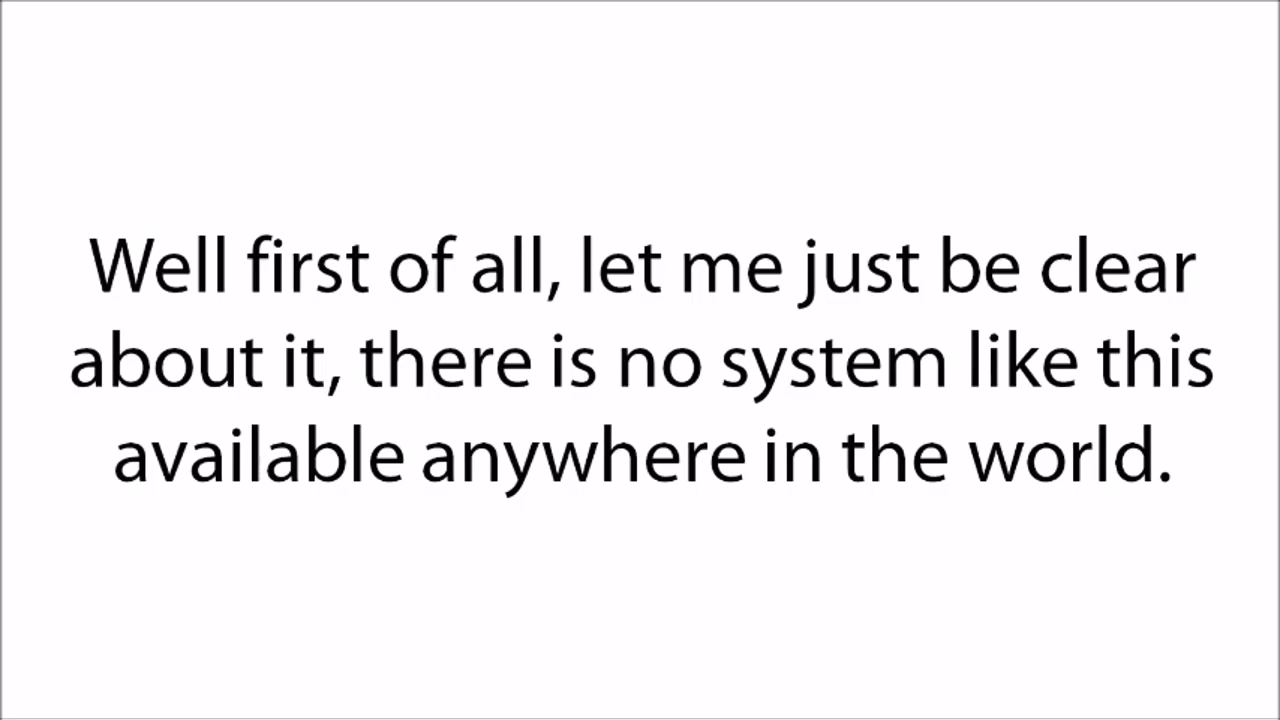 Well first of all, let me just be clear
about it, there is no system like this
available anywhere in the world.